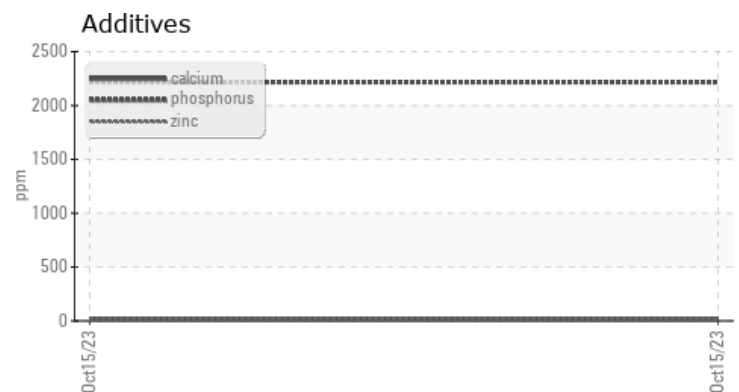 Additives
2500
2000
1500
1000
500
0
ppm
calcium
phosphorus
zinc
Oct15/23
Oct15/23